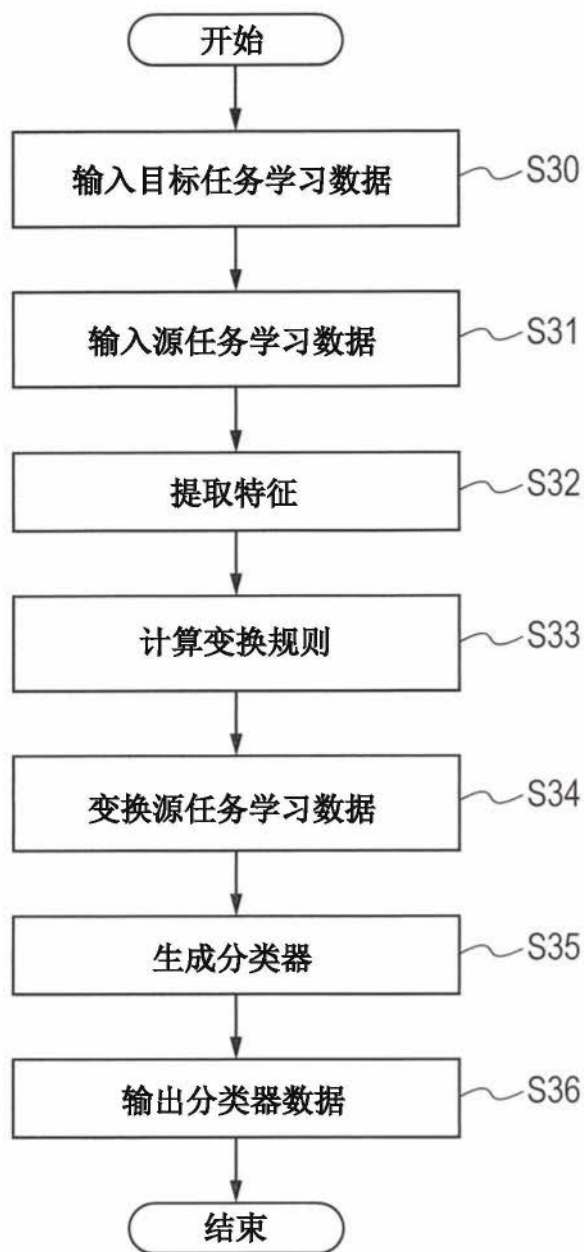 开始
输入目标任务学习数据
S30
输入源任务学习数据
S31
提取特征
S32
计算变换规则
S33
变换源任务学习数据
S34
生成分类器
S35
输出分类器数据
S36
结束